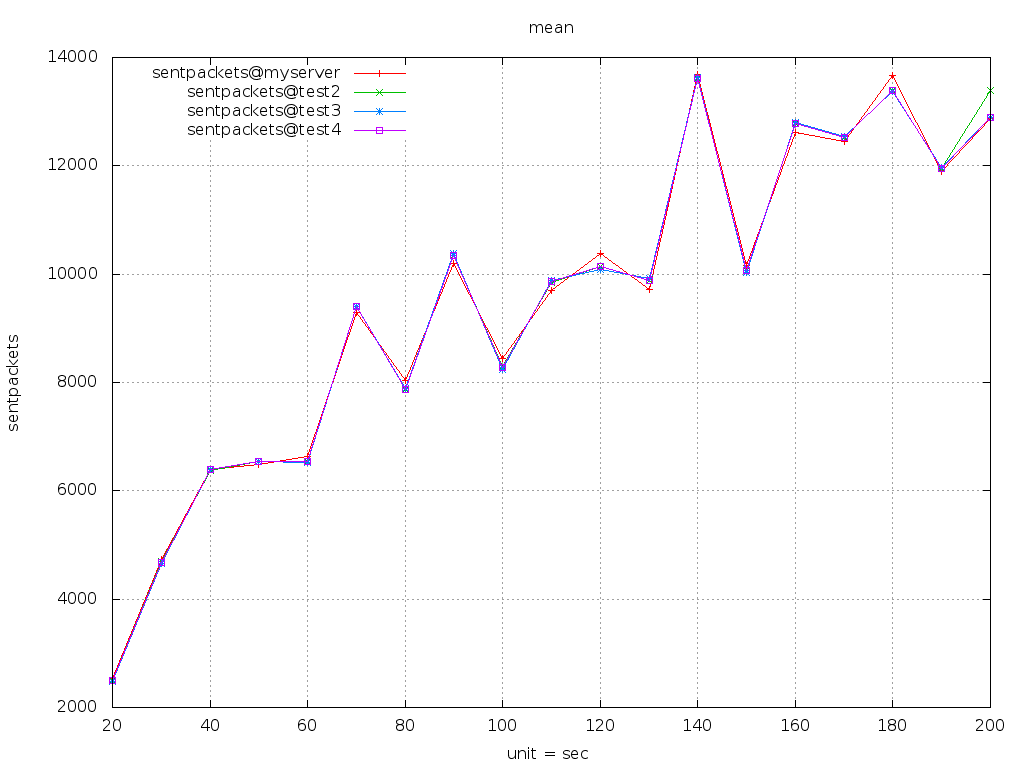 mean
14000
12000
10000
8000
6000
4000
2000
sentpackets
sentpackets@myserver
sentpackets@test2
sentpackets@test3
sentpackets@test4
20 40 60 80 100 120 140 160 180 200
unit = sec